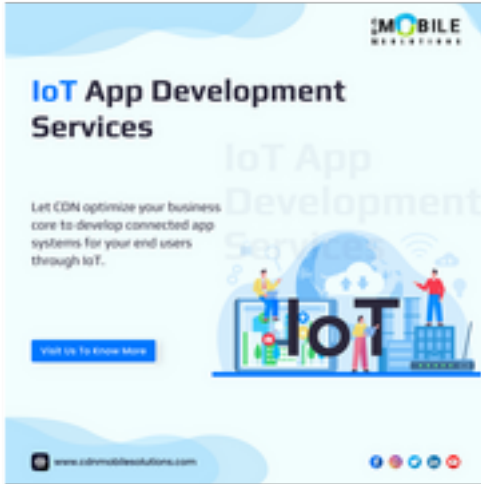 MOBILE
SOLUTIONS
IoT App Development
Services
IoT App
Development
Services
Let CDN optimize your business
core to develop connected app
systems for your end users
through IoT.
IoT
Visit Us To Know More
www.cdnmobilesolutions.com